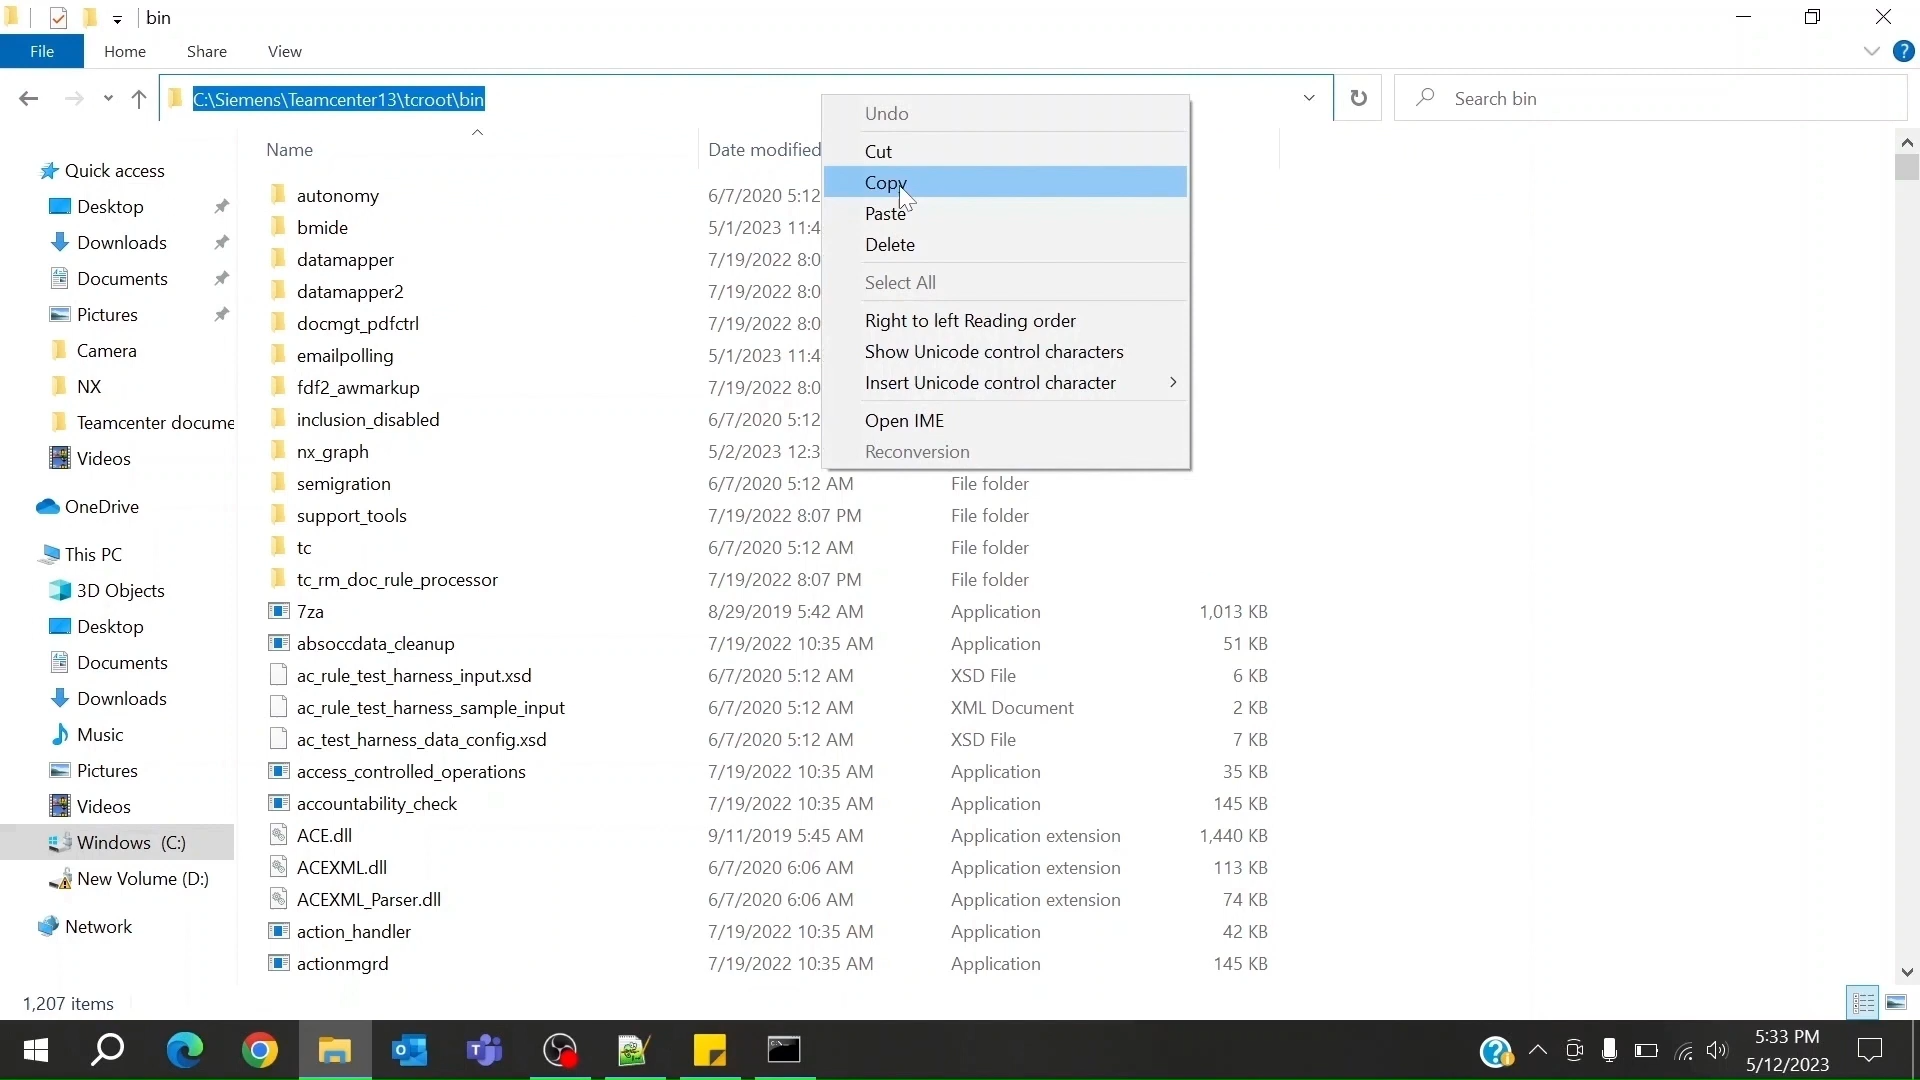 bin
File Home Share View
C:\Siemens\Teamcenter13\tcroot\bin
Search bin
Undo
Cut
Copy
Paste
Delete
Select All
Right to left Reading order
Show Unicode control characters
Insert Unicode control character
Open IME
Reconversion
Quick access
Desktop
Downloads
Documents
Pictures
Camera
NX
Teamcenter docume
Videos
OneDrive
This PC
3D Objects
Desktop
Documents
Downloads
Music
Pictures
Videos
Windows (C:)
New Volume (D:)
Network
Name Date modified
autonomy 6/7/2020 5:12
bmide 5/1/2023 11:4
datamapper 7/19/2022 8:0
datamapper2 7/19/2022 8:0
docmgt_pdfctrl 7/19/2022 8:0
emailpolling 5/1/2023 11:4
fdf2_awmarkup 7/19/2022 8:0
inclusion_disabled 6/7/2020 5:12
nx_graph 5/2/2023 12:3
semigration 6/7/2020 5:12 AM File folder
support_tools 7/19/2022 8:07 PM File folder
tc 6/7/2020 5:12 AM File folder
tc_rm_doc_rule_processor 7/19/2022 8:07 PM File folder
7za 8/29/2019 5:42 AM Application 1,013 KB
absoccdata_cleanup 7/19/2022 10:35 AM Application 51 KB
ac_rule_test_harness_input.xsd 6/7/2020 5:12 AM XSD File 6 KB
ac_rule_test_harness_sample_input 6/7/2020 5:12 AM XML Document 2 KB
ac_test_harness_data_config.xsd 6/7/2020 5:12 AM XSD File 7 KB
access_controlled_operations 7/19/2022 10:35 AM Application 35 KB
accountability_check 7/19/2022 10:35 AM Application 145 KB
ACE.dll 9/11/2019 5:45 AM Application extension 1,440 KB
ACEXML.dll 6/7/2020 6:06 AM Application extension 113 KB
ACEXML_Parser.dll 6/7/2020 6:06 AM Application extension 74 KB
action_handler 7/19/2022 10:35 AM Application 42 KB
actionmgrd 7/19/2022 10:35 AM Application 145 KB
1,207 items
5:33 PM
5/12/2023